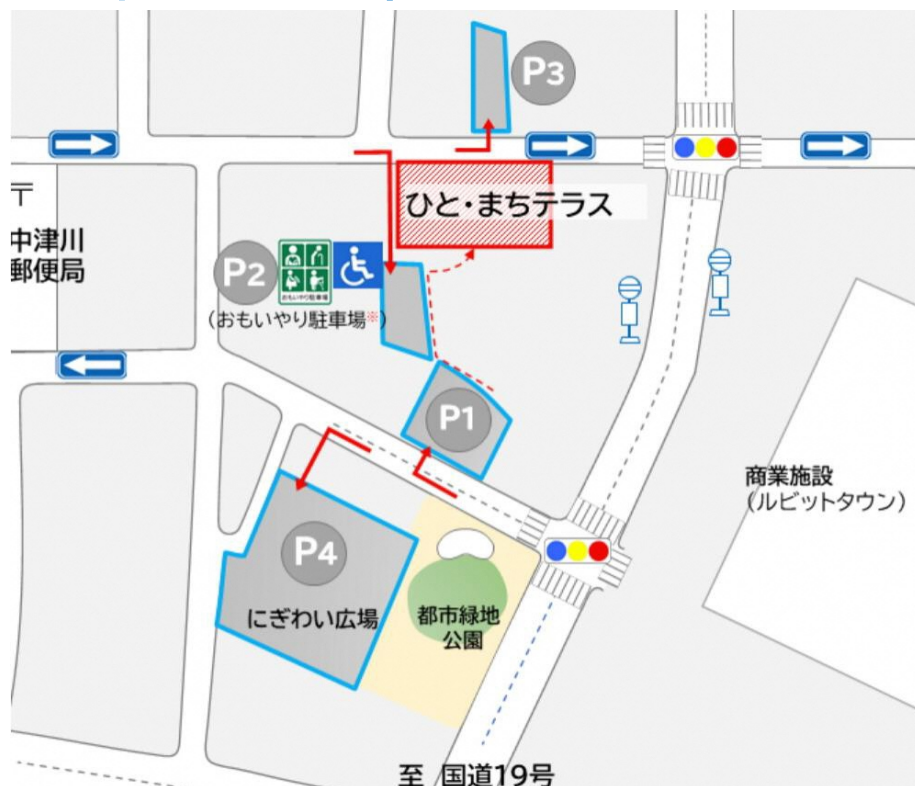 P3
ひと・まちテラス
〒
中津川
郵便局
P2
おもいやり駐車場
(おもいやり駐車場※)
P1
商業施設
(ルビットタウン)
P4
にぎわい広場
都市緑地
公園
至 国道19号